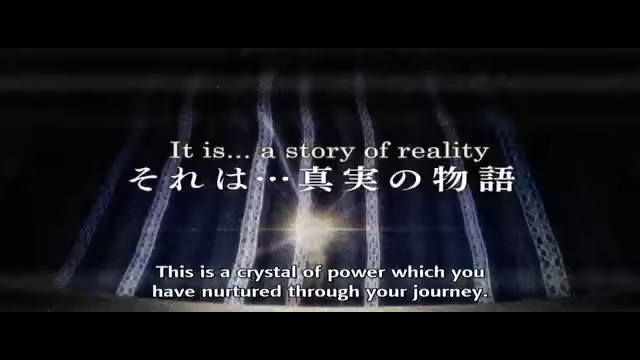 It is... a story of reality
それは…真実の物語
This is a crystal of power which you
have nurtured through your journey.